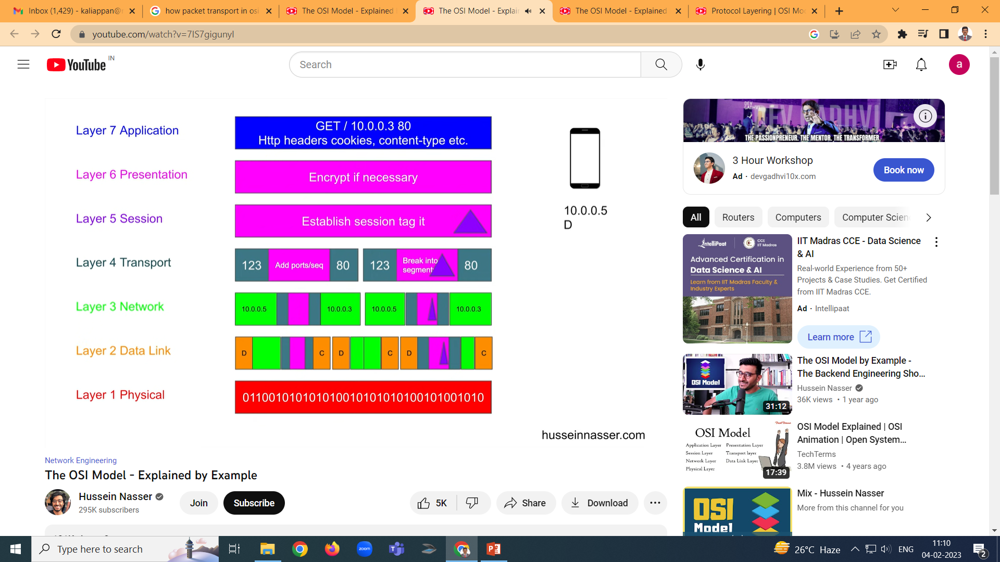 Inbox (1,429) - kaliappan@r
how packet transport in osi
The OSI Model - Explained
The OSI Model - Explain
The OSI Model - Explained
Protocol Layering | OSI Mo
youtube.com/watch?v=7IS7gigunyI
YouTube IN
Search
a
Layer 7 Application
GET / 10.0.0.3 80
Http headers cookies, content-type etc.
Layer 6 Presentation
Encrypt if necessary
Layer 5 Session
Establish session tag it
Layer 4 Transport
123 Add ports/seq 80 123 Break into segment 80
Layer 3 Network
10.0.0.5 10.0.0.3 10.0.0.5 10.0.0.3
Layer 2 Data Link
D C D C D C
Layer 1 Physical
0110010101010100101010101001010010​10
10.0.0.5
D
husseinnasser.com
Network Engineering
The OSI Model - Explained by Example
Hussein Nasser
295K subscribers
Join
Subscribe
5K
Share
Download
DEV GADHVI
DEV GADHVI
THE PASSIONPRENEUR. THE MENTOR. THE TRANSFORMER.
3 Hour Workshop
Ad · devgadhvi10x.com
Book now
All
Routers
Computers
Computer Scien
IntelliPaat
CCE
IIT Madras
Advanced Certification in
Data Science & AI
Learn from IIT Madras Faculty &
Industry Experts
IIT Madras CCE - Data Science
& AI
Real-world Experience from 50+
Projects & Case Studies. Get Certified
from IIT Madras CCE.
Ad · Intellipaat
Learn more
OSI Model
31:12
The OSI Model by Example -
The Backend Engineering Sho...
Hussein Nasser
36K views • 1 year ago
TechTerms
OSI Model
Application Layer Presentation Layer
Session Layer Transport layer
Network Layer Data Link Layer
Physical Layer
17:39
OSI Model Explained | OSI
Animation | Open System...
TechTerms
3.8M views • 4 years ago
OSI
Model
Mix - Hussein Nasser
More from this channel for you
Type here to search
zoom
26°C Haze
ENG
11:10
04-02-2023
2